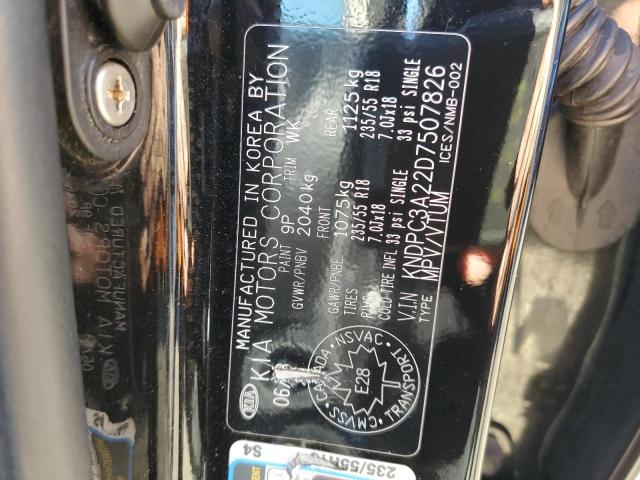 KIA
MANUFACTURED IN KOREA BY
KIA MOTORS CORPORATION
PAINT 9P TRIM WK
GVWR/PNBV 2040kg
FRONT REAR
GAWR/PNBE 1075kg 1125kg
TIRES 235/55 R18 235/55 R18
7.0Jx18 7.0Jx18
COLD TIRE INFL 33 psi SINGLE 33 psi SINGLE
V.I.N KNDPC3A22D7507826
TYPE MPV/VTUM ICES/NMB-002
CANADA NSVAC
E28
CMVSS TRANSPORT
S4